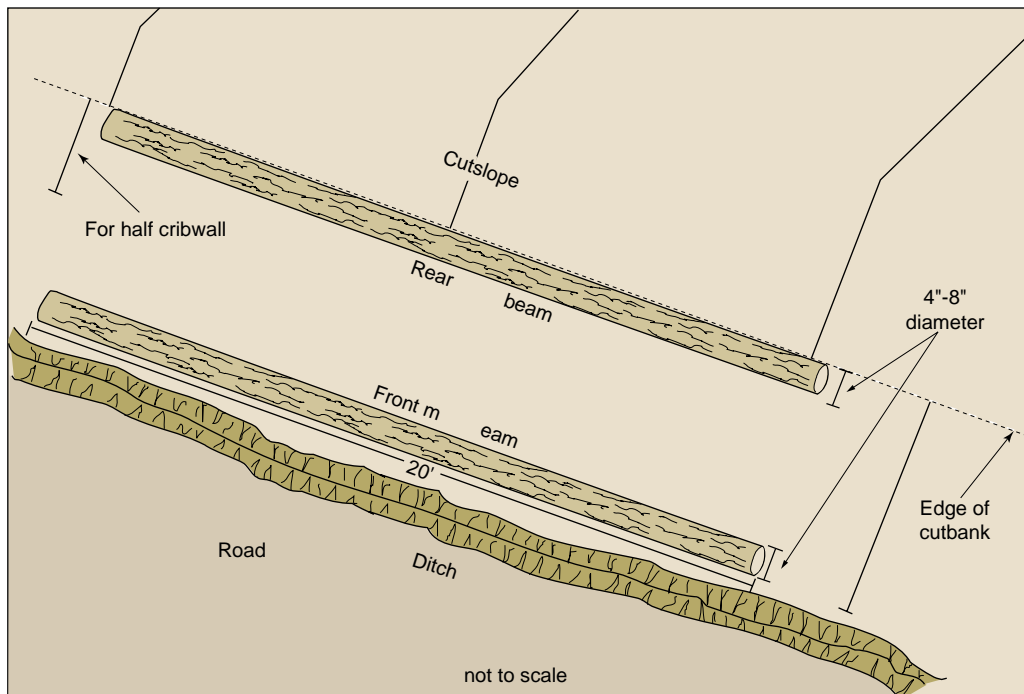 Cutslope
For half cribwall
Rear beam
4"-8"
diameter
Front m eam
20'
Edge of
cutbank
Road
Ditch
not to scale